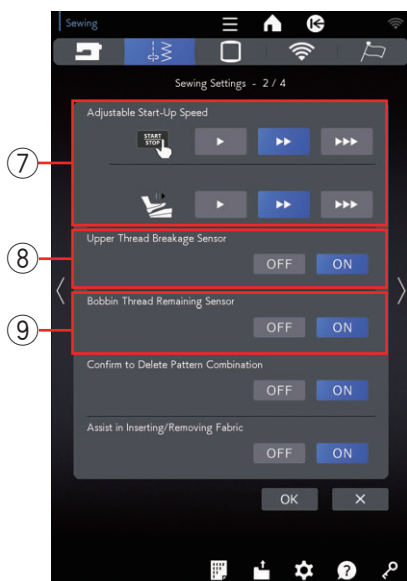 Sewing
Sewing Settings - 2 / 4
Adjustable Start-Up Speed
START
STOP
⑦
Upper Thread Breakage Sensor
⑧
OFF ON
Bobbin Thread Remaining Sensor
⑨
OFF ON
Confirm to Delete Pattern Combination
OFF ON
Assist in Inserting/Removing Fabric
OFF ON
OK X
?